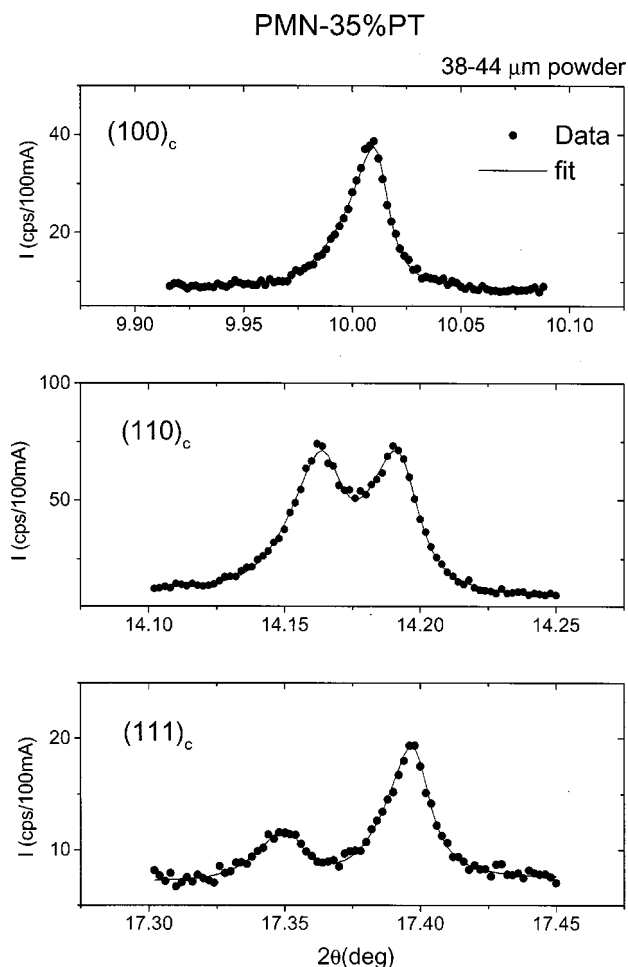 PMN-35%PT
38-44 μm powder
(100)c
Data
fit
40
20
I (cps/100mA)
9.90 9.95 10.00 10.05 10.10
(110)c
100
50
I (cps/100mA)
14.10 14.15 14.20 14.25
(111)c
20
10
I (cps/100mA)
17.30 17.35 17.40 17.45
2θ(deg)